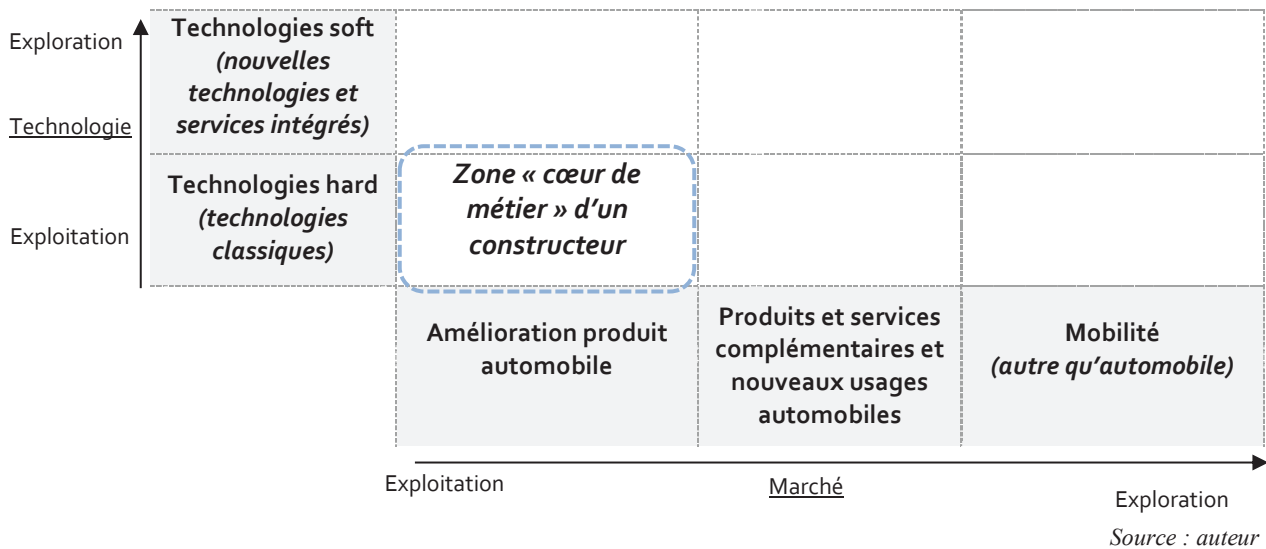 Exploration
Technologie
Exploitation
Technologies soft
(nouvelles
technologies et
services intégrés)
Technologies hard
(technologies
classiques)
Zone « cœur de
métier » d'un
constructeur
Amélioration produit
automobile
Produits et services
complémentaires et
nouveaux usages
automobiles
Mobilité
(autre qu'automobile)
Exploitation
Marché
Exploration
Source : auteur